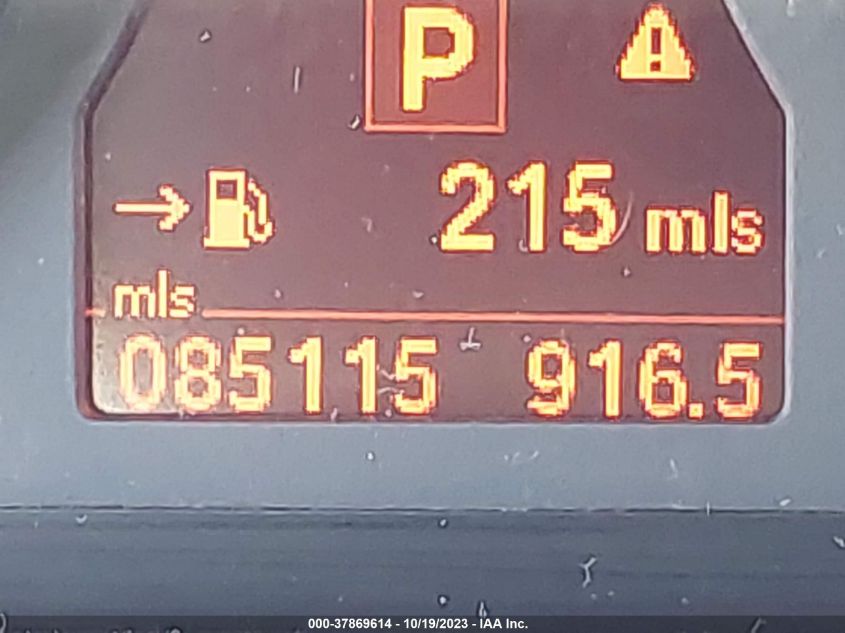 P
215 mls
mls
085115 916.5
000-37869614 - 10/19/2023 - IAA Inc.